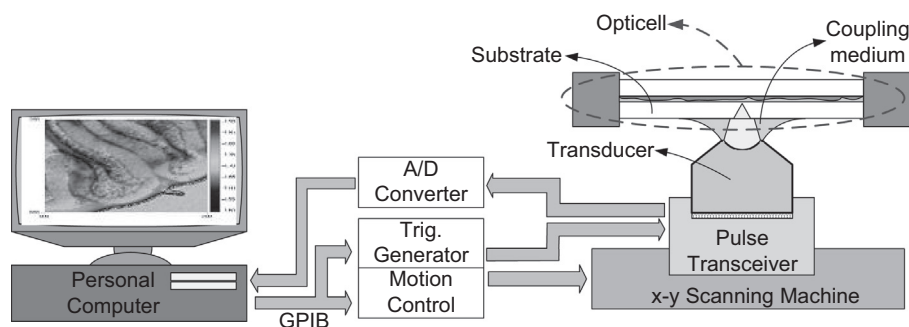 Opticell
Coupling
medium
Substrate
Transducer
A/D
Converter
Trig.
Generator
Motion
Control
Pulse
Transceiver
x-y Scanning Machine
Personal
Computer
GPIB